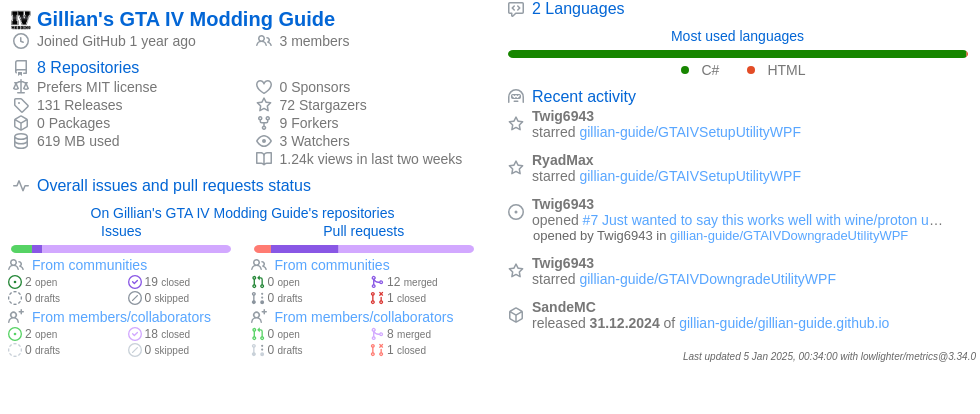 Gillian's GTA IV Modding Guide
Joined GitHub 1 year ago
3 members
8 Repositories
Prefers MIT license
131 Releases
0 Packages
619 MB used
0 Sponsors
72 Stargazers
9 Forkers
3 Watchers
1.24k views in last two weeks
Overall issues and pull requests status
On Gillian's GTA IV Modding Guide's repositories
Issues
From communities
2 open
19 closed
0 drafts
0 skipped
From members/collaborators
2 open
18 closed
0 drafts
0 skipped
Pull requests
From communities
0 open
12 merged
0 drafts
1 closed
From members/collaborators
0 open
8 merged
0 drafts
1 closed
2 Languages
Most used languages
C#
HTML
Recent activity
Twig6943
starred gillian-guide/GTAIVSetupUtilityWPF
RyadMax
starred gillian-guide/GTAIVSetupUtilityWPF
Twig6943
opened #7 Just wanted to say this works well with wine/proton u…
opened by Twig6943 in gillian-guide/GTAIVDowngradeUtilityWPF
Twig6943
starred gillian-guide/GTAIVDowngradeUtilityWPF
SandeMC
released 31.12.2024 of gillian-guide/gillian-guide.github.io
Last updated 5 Jan 2025, 00:34:00 with lowlighter/metrics@3.34.0